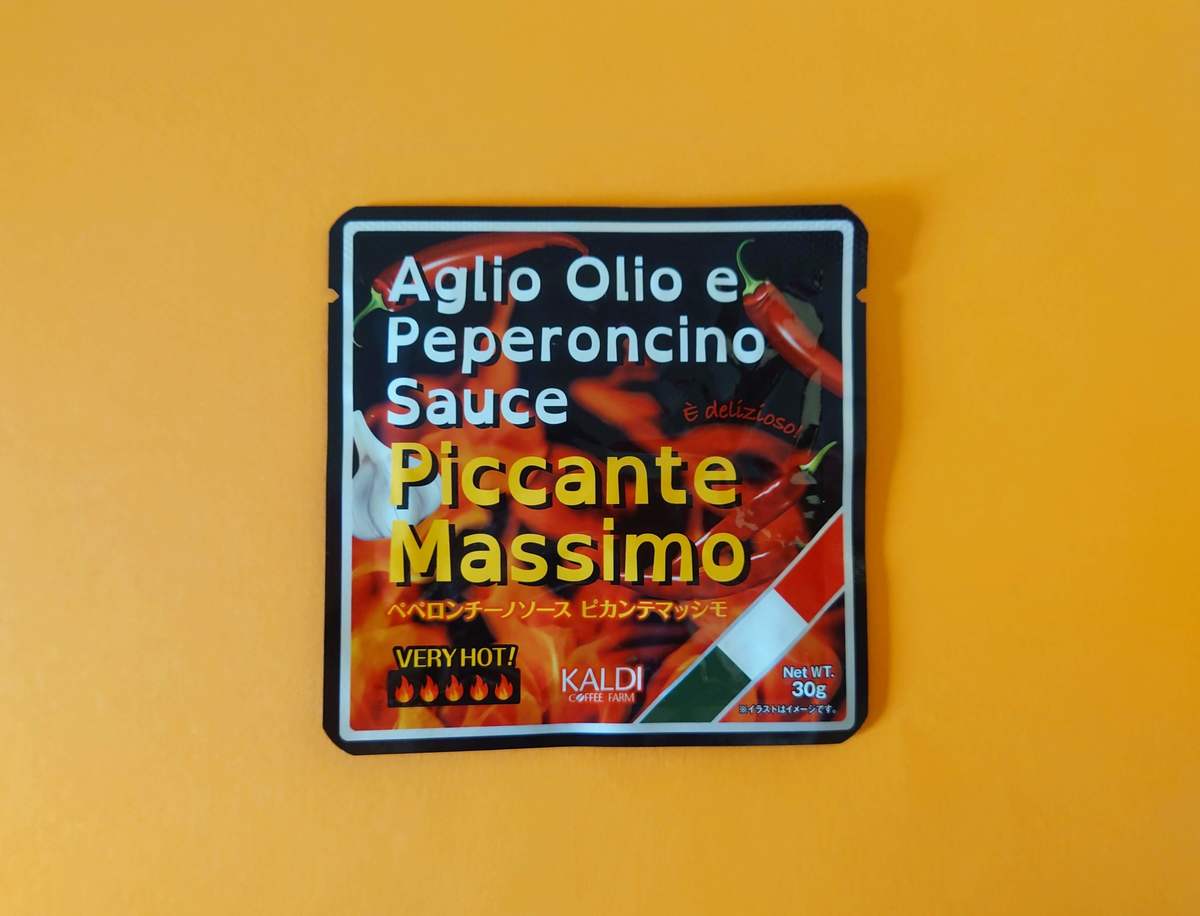 Aglio Olio e
Peperoncino
Sauce
È delizioso!
Piccante
Massimo
ペペロンチーノソース ピカンテマッシモ
VERY HOT!
KALDI
COFFEE FARM
Net WT.
30g
※イラストはイメージです。